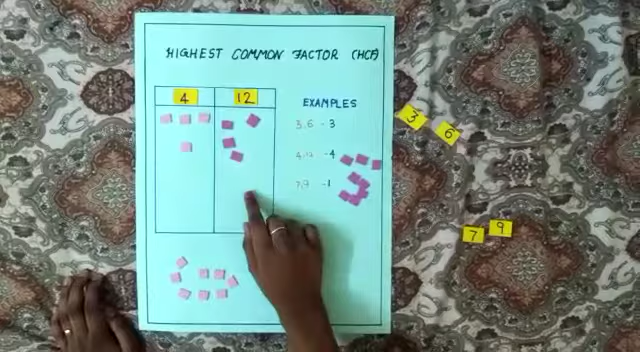 HIGHEST COMMON FACTOR (HCF)
4 12
EXAMPLES
3,6 - 3
4,12 - 4
7,9 - 1
3 6
7 9